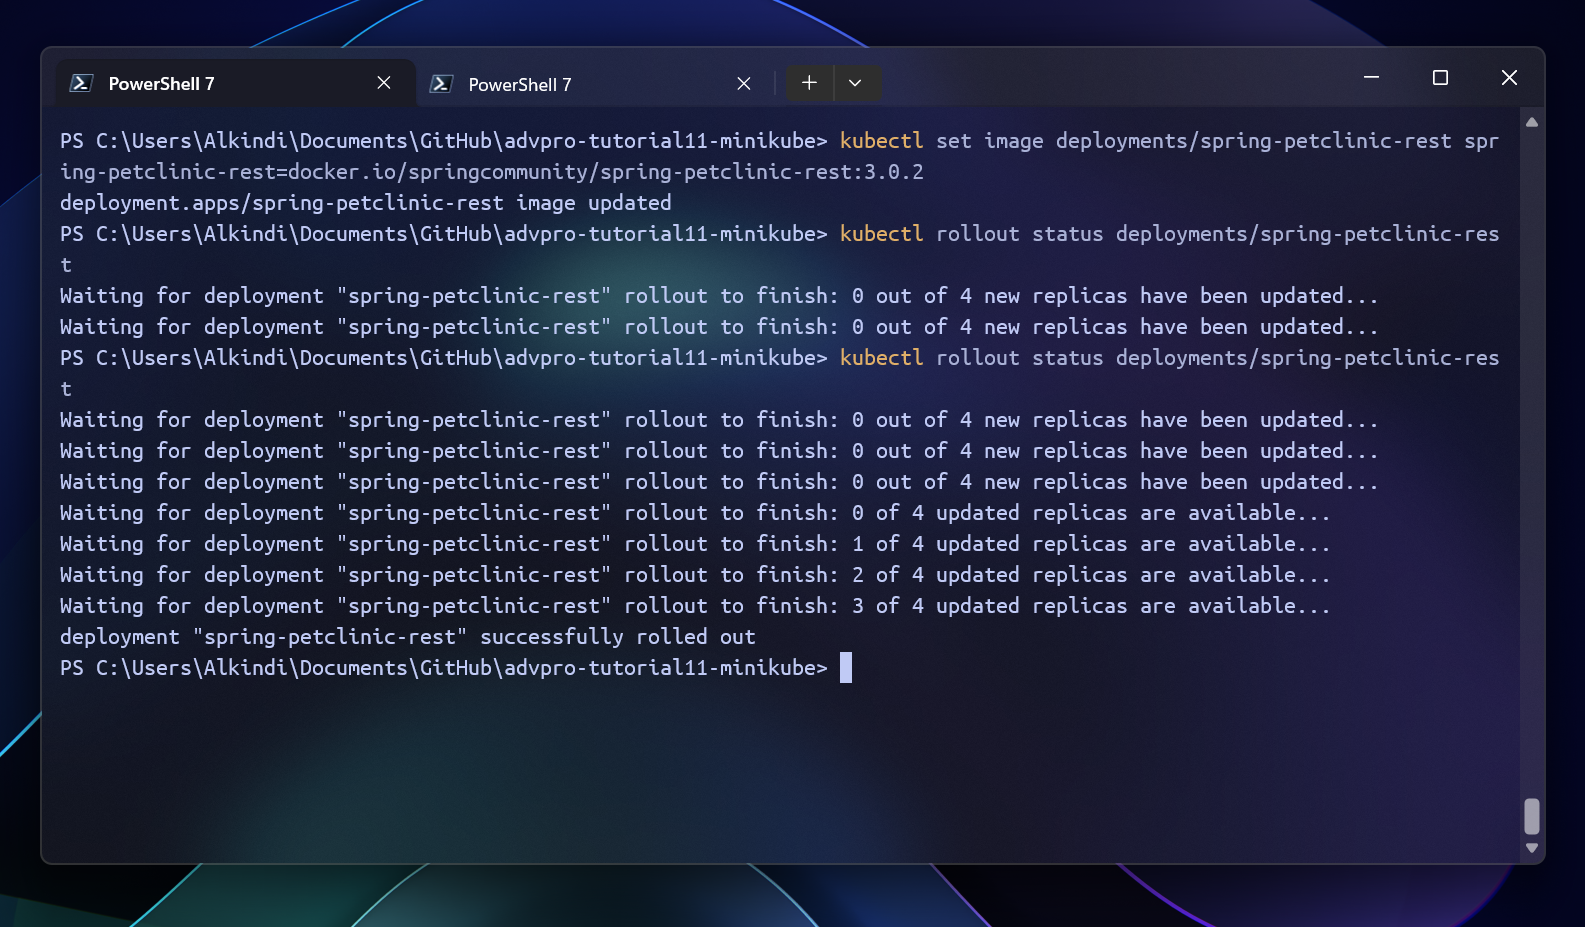 PowerShell 7
PowerShell 7
PS C:\Users\Alkindi\Documents\GitHub\advpro-tutorial11-minikube> kubectl set image deployments/spring-petclinic-rest spr
ing-petclinic-rest=docker.io/springcommunity/spring-petclinic-rest:3.0.2
deployment.apps/spring-petclinic-rest image updated
PS C:\Users\Alkindi\Documents\GitHub\advpro-tutorial11-minikube> kubectl rollout status deployments/spring-petclinic-res
t
Waiting for deployment "spring-petclinic-rest" rollout to finish: 0 out of 4 new replicas have been updated...
Waiting for deployment "spring-petclinic-rest" rollout to finish: 0 out of 4 new replicas have been updated...
PS C:\Users\Alkindi\Documents\GitHub\advpro-tutorial11-minikube> kubectl rollout status deployments/spring-petclinic-res
t
Waiting for deployment "spring-petclinic-rest" rollout to finish: 0 out of 4 new replicas have been updated...
Waiting for deployment "spring-petclinic-rest" rollout to finish: 0 out of 4 new replicas have been updated...
Waiting for deployment "spring-petclinic-rest" rollout to finish: 0 out of 4 new replicas have been updated...
Waiting for deployment "spring-petclinic-rest" rollout to finish: 0 of 4 updated replicas are available...
Waiting for deployment "spring-petclinic-rest" rollout to finish: 1 of 4 updated replicas are available...
Waiting for deployment "spring-petclinic-rest" rollout to finish: 2 of 4 updated replicas are available...
Waiting for deployment "spring-petclinic-rest" rollout to finish: 3 of 4 updated replicas are available...
deployment "spring-petclinic-rest" successfully rolled out
PS C:\Users\Alkindi\Documents\GitHub\advpro-tutorial11-minikube>